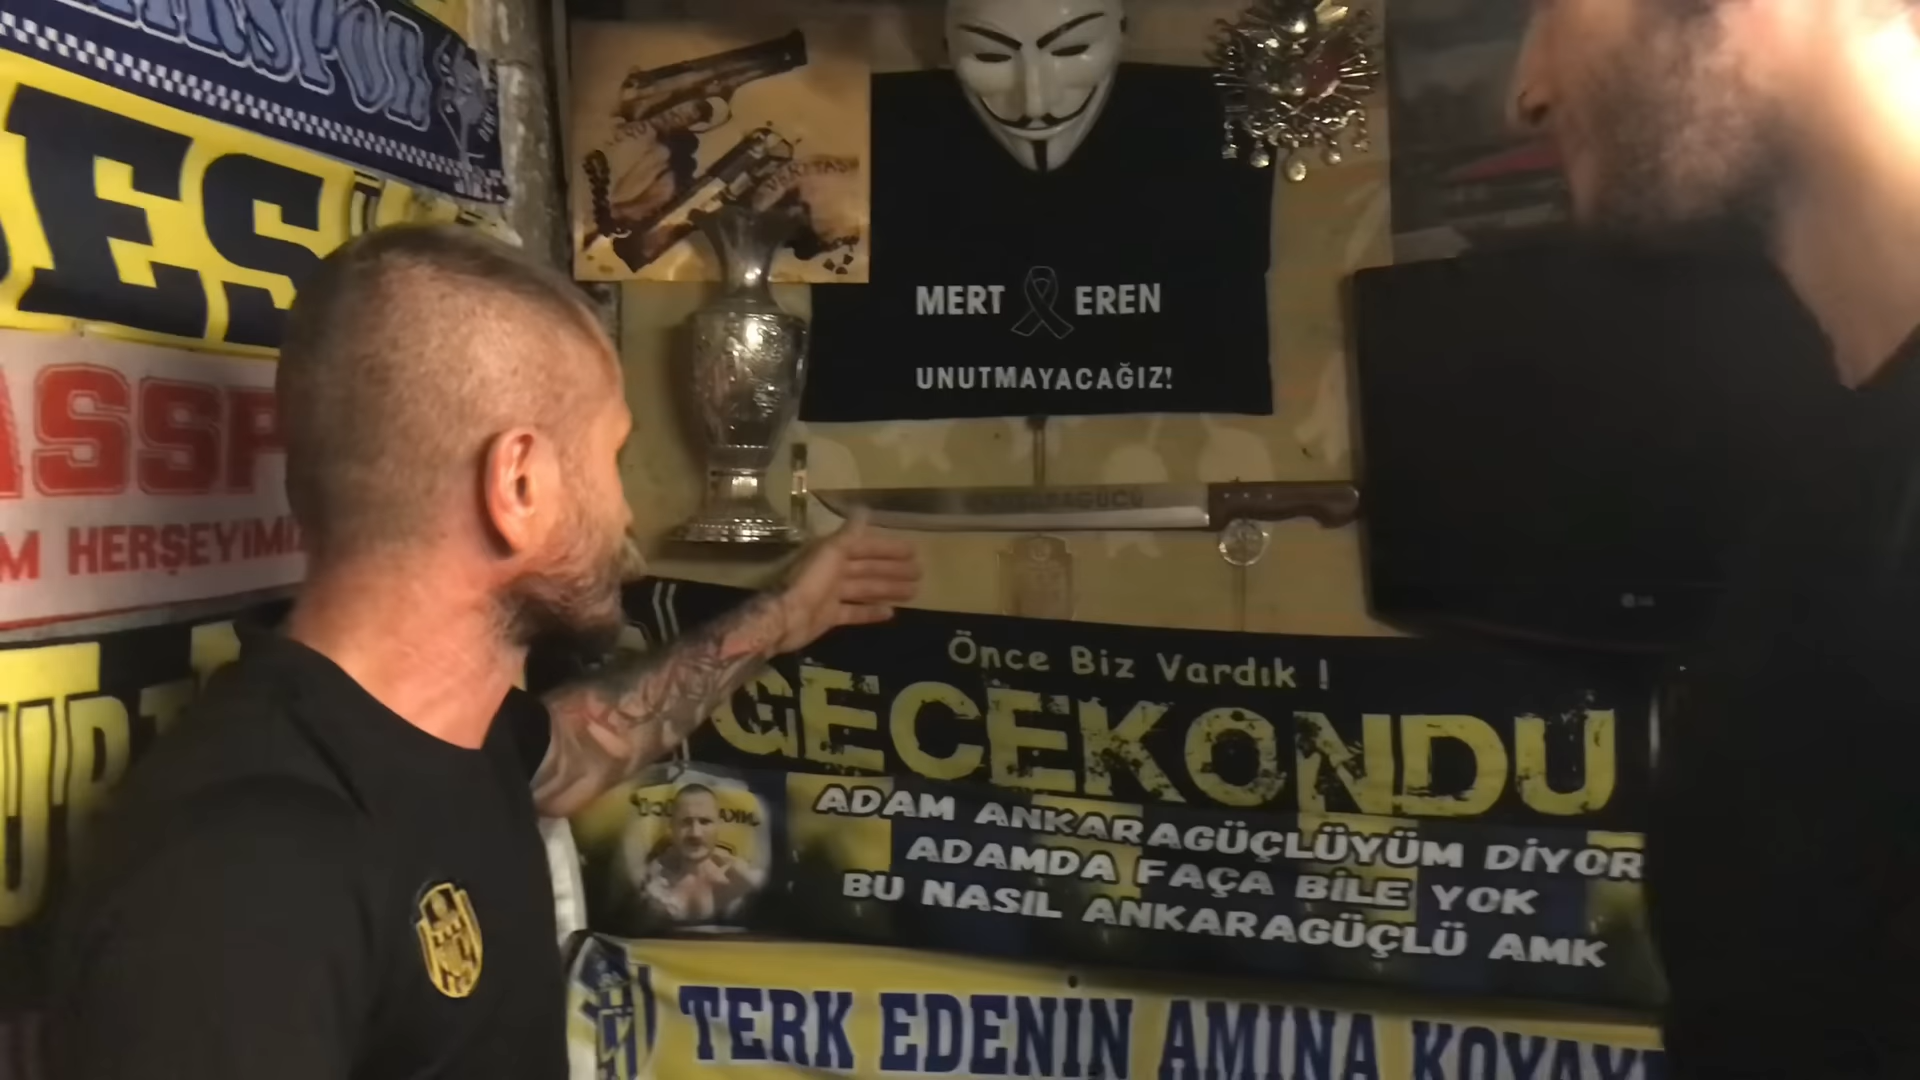 ES
ASSP
M HERŞEYİMİZ
MERT EREN
UNUTMAYACAĞIZ!
Önce Biz Vardık !
GECEKONDU
ADAM ANKARAGÜÇLÜYÜM DİYOR
ADAMDA FAÇA BİLE YOK
BU NASIL ANKARAGÜÇLÜ AMK
TERK EDENİN AMINA KOYAYI
LG